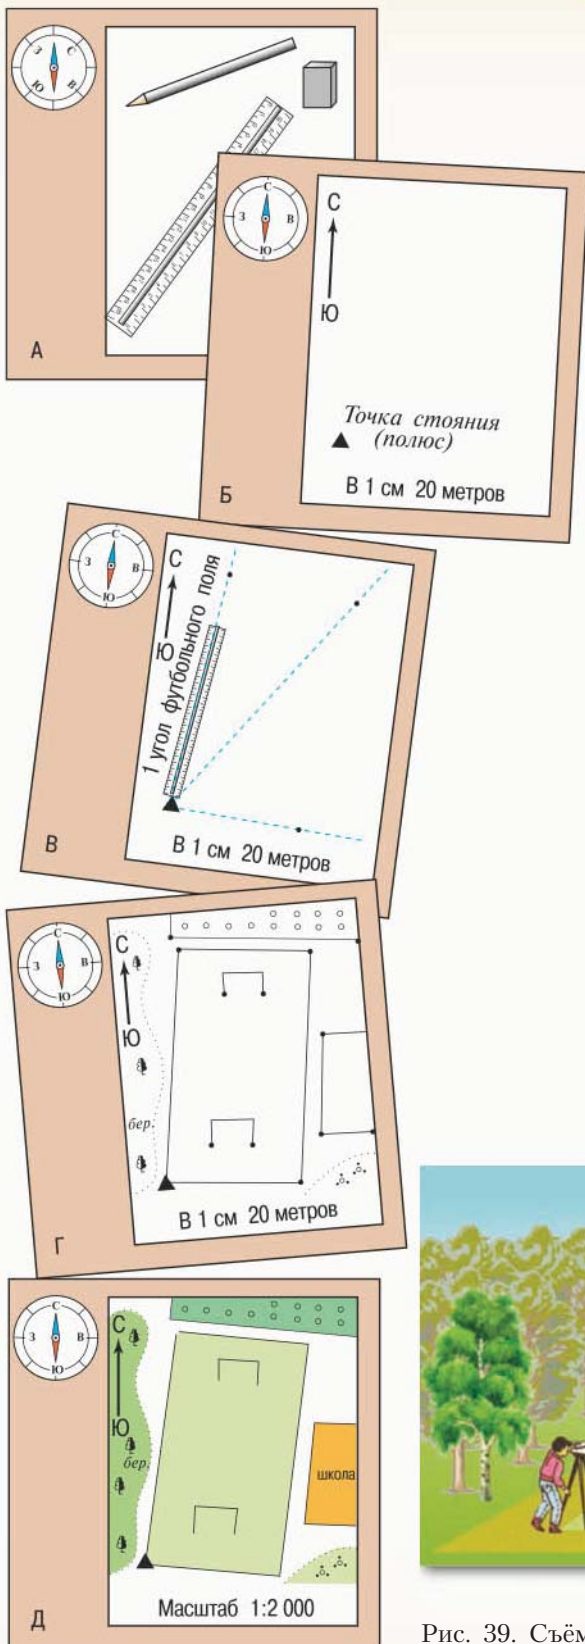 З
С
Ю
В
А
С
З
В
Ю
С
Ю
Точка стояния
(полюс)
В 1 см 20 метров
Б
С
З
В
Ю
С
Ю
1 угол футбольного поля
В 1 см 20 метров
В
С
З
В
Ю
С
Ю
бер.
В 1 см 20 метров
Г
С
З
В
Ю
С
Ю
бер.
школа
Масштаб 1:2 000
Д
Рис. 39. Съём